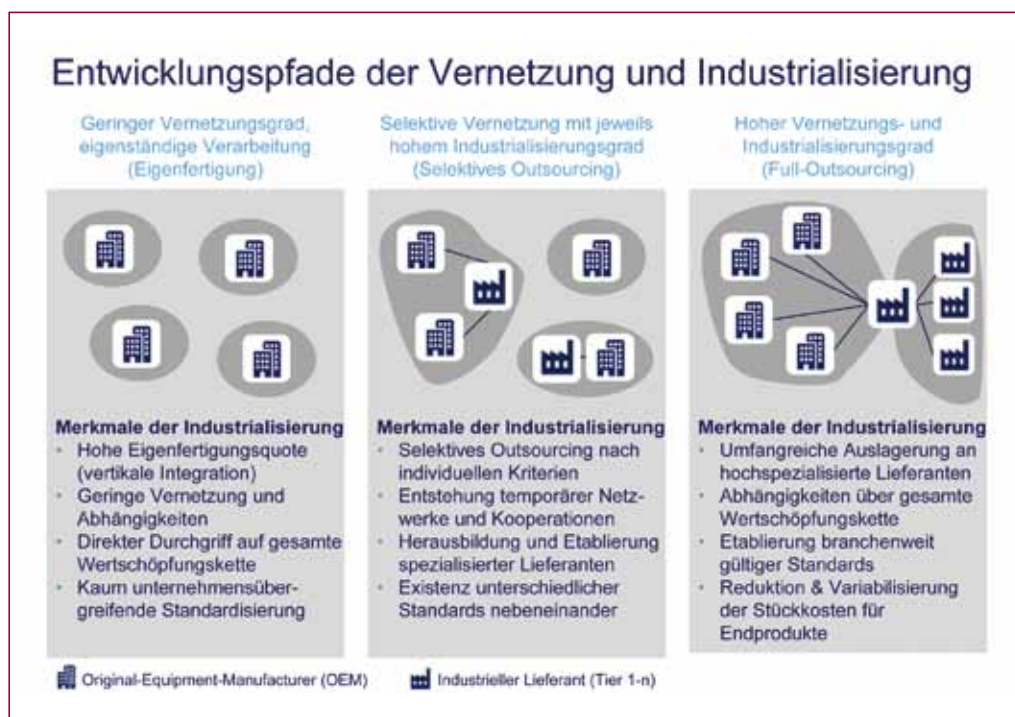 Entwicklungspfade der Vernetzung und Industrialisierung
Geringer Vernetzungsgrad,
eigenständige Verarbeitung
(Eigenfertigung)
Selektive Vernetzung mit jeweils
hohem Industrialisierungsgrad
(Selektives Outsourcing)
Hoher Vernetzungs- und
Industrialisierungsgrad
(Full-Outsourcing)
Merkmale der Industrialisierung
• Hohe Eigenfertigungsquote
(vertikale Integration)
• Geringe Vernetzung und
Abhängigkeiten
• Direkter Durchgriff auf gesamte
Wertschöpfungskette
• Kaum unternehmensüber-
greifende Standardisierung
Merkmale der Industrialisierung
• Selektives Outsourcing nach
individuellen Kriterien
• Entstehung temporärer Netz-
werke und Kooperationen
• Herausbildung und Etablierung
spezialisierter Lieferanten
• Existenz unterschiedlicher
Standards nebeneinander
Merkmale der Industrialisierung
• Umfangreiche Auslagerung an
hochspezialisierte Lieferanten
• Abhängigkeiten über gesamte
Wertschöpfungskette
• Etablierung branchenweit
gültiger Standards
• Reduktion & Variabilisierung
der Stückkosten für
Endprodukte
Original-Equipment-Manufacturer (OEM)
Industrieller Lieferant (Tier 1-n)